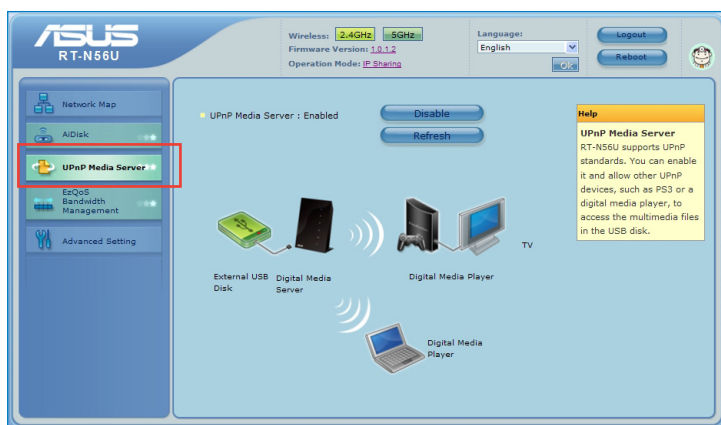 ASUS
RT-N56U
Wireless: 2.4GHz 5GHz
Firmware Version: 1.0.1.2
Operation Mode: IP Sharing
Language:
English
OK
Logout
Reboot
Network Map
AiDisk
UPnP Media Server
EzQoS
Bandwidth
Management
Advanced Setting
UPnP Media Server : Enabled
Disable
Refresh
External USB
Disk
Digital Media
Server
Digital Media Player
TV
Digital Media
Player
Help
UPnP Media Server
RT-N56U supports UPnP
standards. You can enable
it and allow other UPnP
devices, such as PS3 or a
digital media player, to
access the multimedia files
in the USB disk.